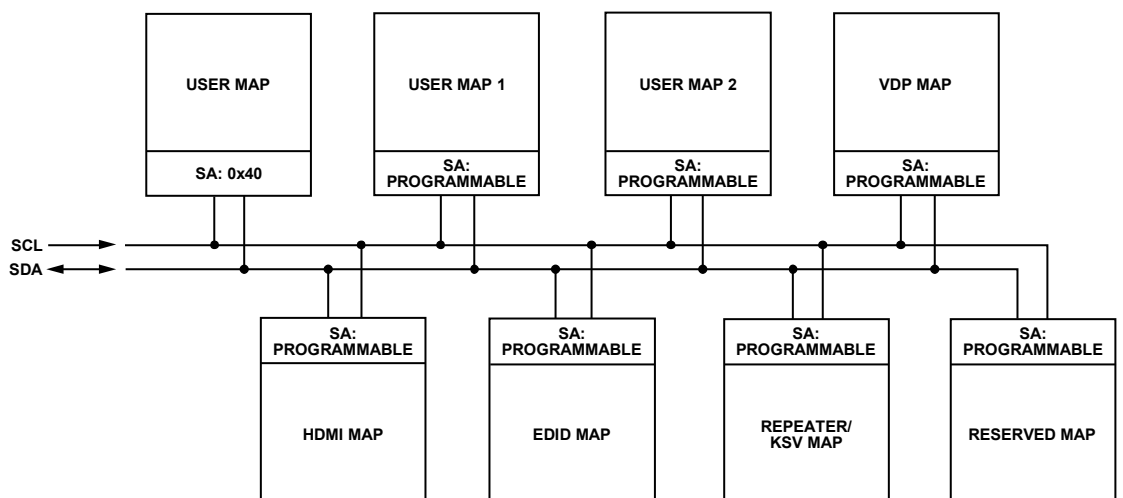 USER MAP
SA: 0x40
USER MAP 1
SA:
PROGRAMMABLE
USER MAP 2
SA:
PROGRAMMABLE
VDP MAP
SA:
PROGRAMMABLE
SCL
SDA
SA:
PROGRAMMABLE
HDMI MAP
SA:
PROGRAMMABLE
EDID MAP
SA:
PROGRAMMABLE
REPEATER/
KSV MAP
SA:
PROGRAMMABLE
RESERVED MAP